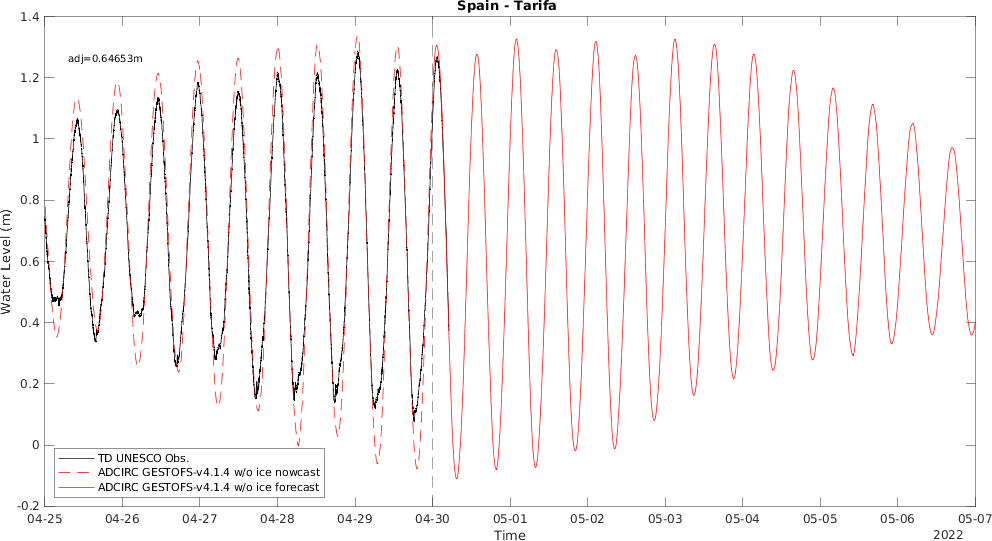 Spain - Tarifa
1.4
1.2
1
0.8
0.6
0.4
0.2
0
-0.2
Water Level (m)
adj=0.64653m
TD UNESCO Obs.
ADCIRC GESTOFS-v4.1.4 w/o ice nowcast
ADCIRC GESTOFS-v4.1.4 w/o ice forecast
04-25 04-26 04-27 04-28 04-29 04-30 05-01 05-02 05-03 05-04 05-05 05-06 05-07
Time
2022